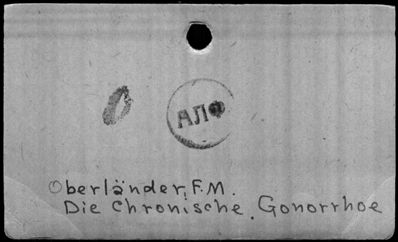 АЛФ
Oberländer, F.M.
Die Chronische Gonorrhoe